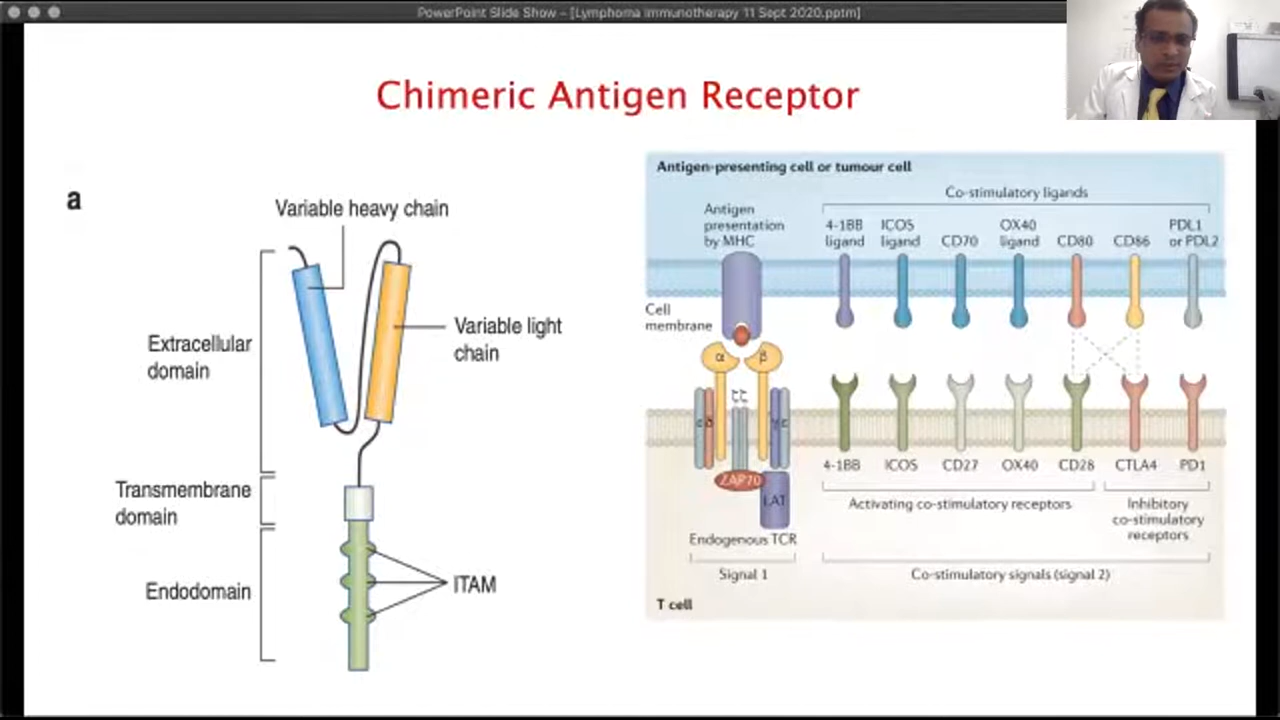 PowerPoint Slide Show - [Lymphoma Immunotherapy 11 Sept 2020.pptm]
Chimeric Antigen Receptor
a
Variable heavy chain
Extracellular
domain
Variable light
chain
Transmembrane
domain
Endodomain
ITAM
Antigen-presenting cell or tumour cell
Co-stimulatory ligands
Antigen
presentation
by MHC
4-1BB
ligand
ICOS
ligand
CD70
OX40
ligand
CD80
CD86
PDL1
or PDL2
Cell
membrane
α
β
ζζ
ε
δ
γ
ε
ZAP70
LAT
4-1BB
ICOS
CD27
OX40
CD28
CTLA4
PD1
Activating co-stimulatory receptors
Inhibitory
co-stimulatory
receptors
Endogenous TCR
Signal 1
Co-stimulatory signals (signal 2)
T cell